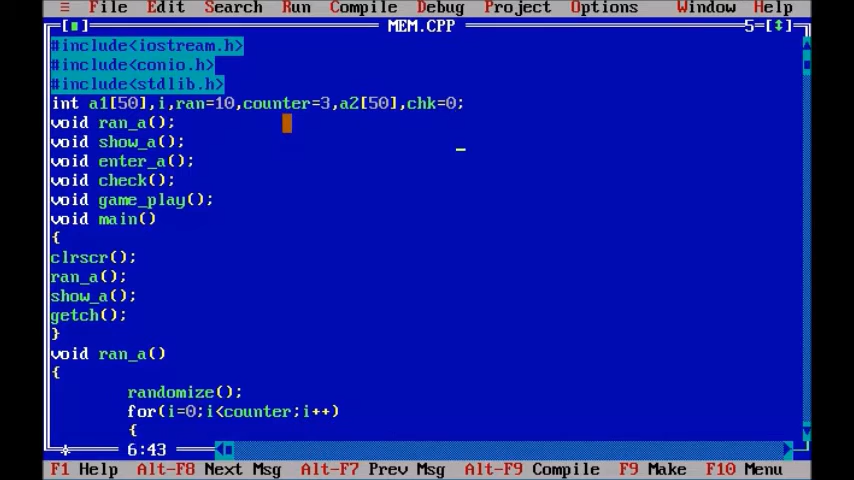 ≡ File Edit Search Run Compile Debug Project Options Window Help
[■] MEM.CPP 5=[↕]
#include<iostream.h>
#include<conio.h>
#include<stdlib.h>
int a1[50],i,ran=10,counter=3,a2[50],chk=0;
void ran_a();
void show_a();
void enter_a();
void check();
void game_play();
void main()
{
clrscr();
ran_a();
show_a();
getch();
}
void ran_a()
{
randomize();
for(i=0;i<counter;i++)
{
6:43
F1 Help Alt-F8 Next Msg Alt-F7 Prev Msg Alt-F9 Compile F9 Make F10 Menu